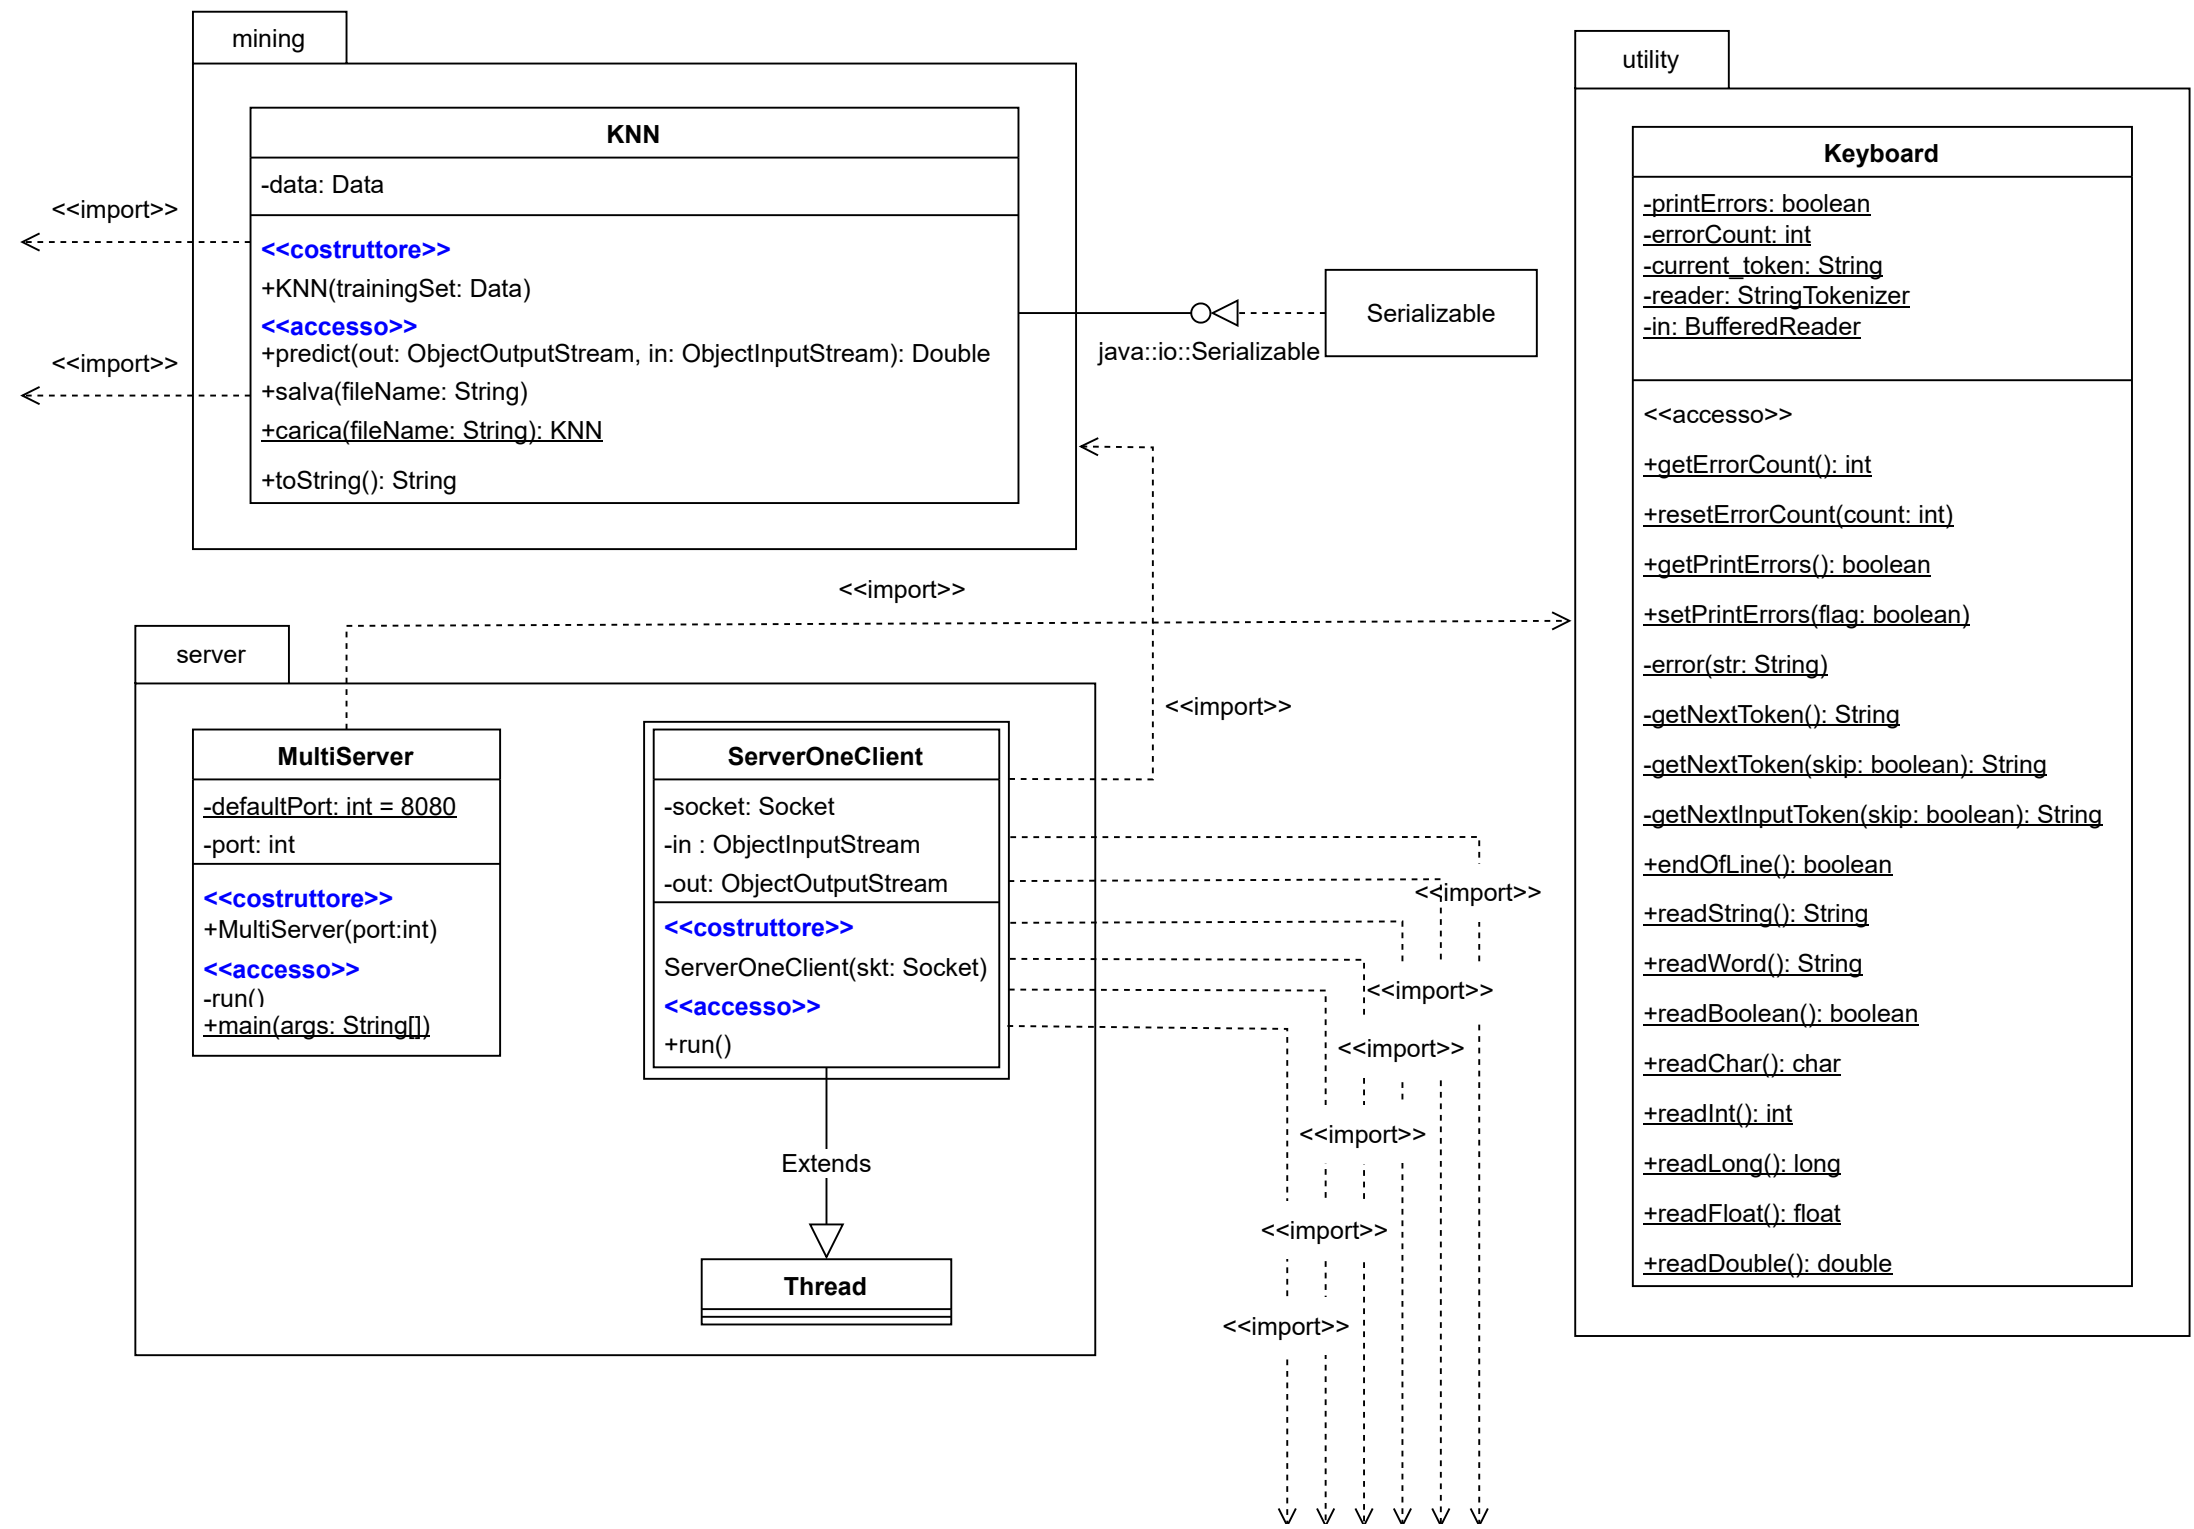 mining
KNN
-data: Data
<<costruttore>>
+KNN(trainingSet: Data)
<<accesso>>
+predict(out: ObjectOutputStream, in: ObjectInputStream): Double
+salva(fileName: String)
+carica(fileName: String): KNN
+toString(): String
<<import>>
<<import>>
Serializable
java::io::Serializable
utility
Keyboard
-printErrors: boolean
-errorCount: int
-current_token: String
-reader: StringTokenizer
-in: BufferedReader
<<accesso>>
+getErrorCount(): int
+resetErrorCount(count: int)
+getPrintErrors(): boolean
+setPrintErrors(flag: boolean)
-error(str: String)
-getNextToken(): String
-getNextToken(skip: boolean): String
-getNextInputToken(skip: boolean): String
+endOfLine(): boolean
+readString(): String
+readWord(): String
+readBoolean(): boolean
+readChar(): char
+readInt(): int
+readLong(): long
+readFloat(): float
+readDouble(): double
<<import>>
server
MultiServer
-defaultPort: int = 8080
-port: int
<<costruttore>>
+MultiServer(port:int)
<<accesso>>
-run()
+main(args: String[])
ServerOneClient
-socket: Socket
-in : ObjectInputStream
-out: ObjectOutputStream
<<costruttore>>
ServerOneClient(skt: Socket)
<<accesso>>
+run()
Extends
Thread
<<import>>
<<import>>
<<import>>
<<import>>
<<import>>
<<import>>
<<import>>